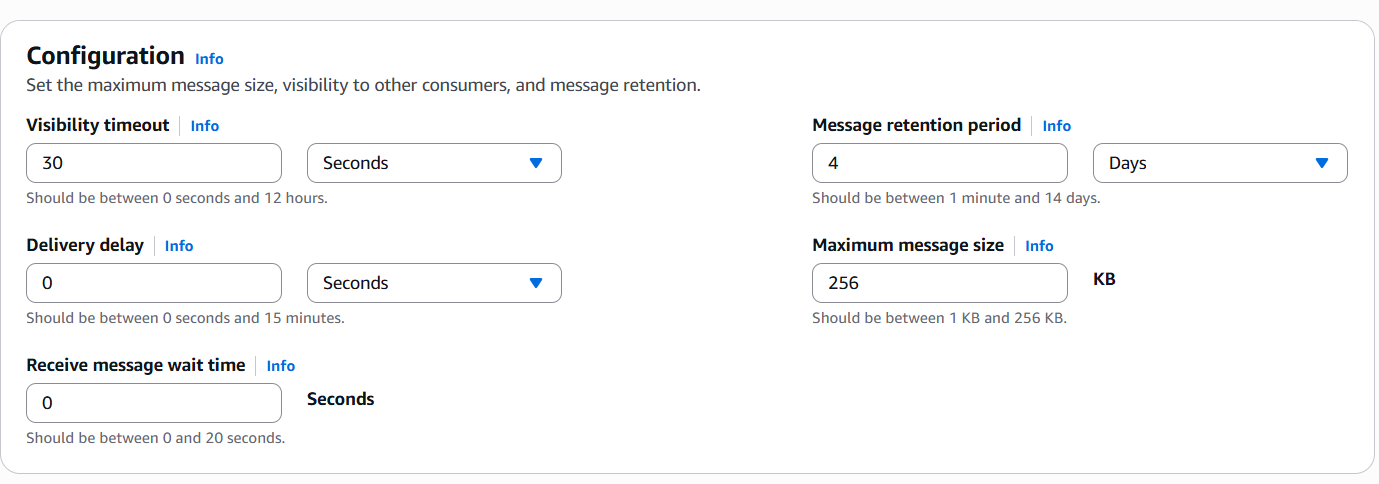 Configuration Info
Set the maximum message size, visibility to other consumers, and message retention.
Visibility timeout Info
30 Seconds
Should be between 0 seconds and 12 hours.
Message retention period Info
4 Days
Should be between 1 minute and 14 days.
Delivery delay Info
0 Seconds
Should be between 0 seconds and 15 minutes.
Maximum message size Info
256 KB
Should be between 1 KB and 256 KB.
Receive message wait time Info
0 Seconds
Should be between 0 and 20 seconds.